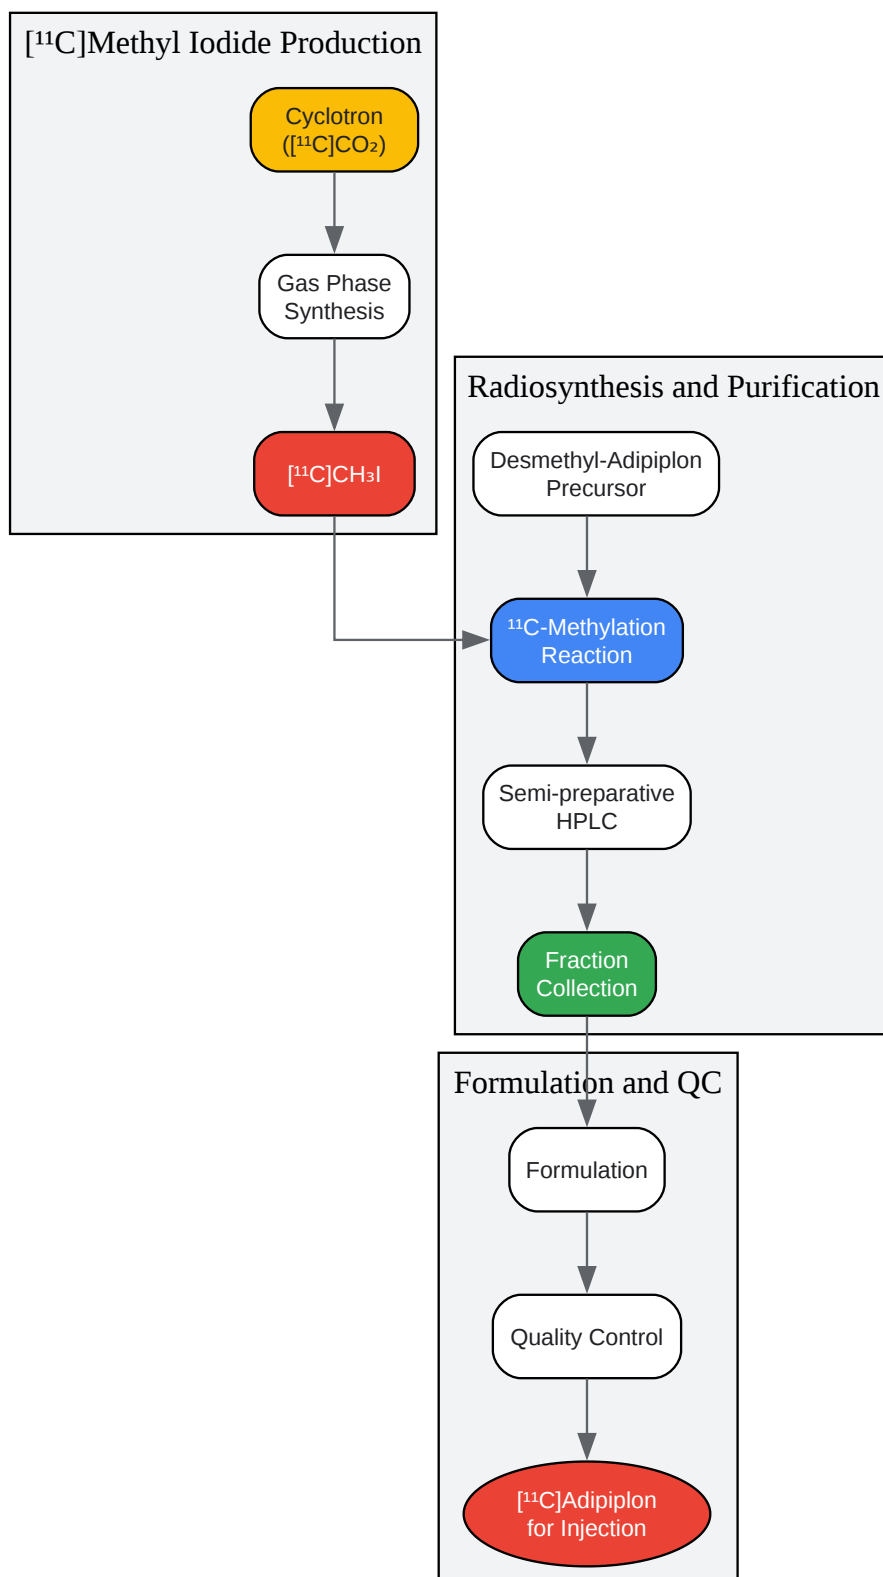 [¹¹C]Methyl Iodide Production
Cyclotron
([¹¹C]CO₂)
Gas Phase
Synthesis
[¹¹C]CH₃I
Radiosynthesis and Purification
Desmethyl-Adipiplon
Precursor
¹¹C-Methylation
Reaction
Semi-preparative
HPLC
Fraction
Collection
Formulation and QC
Formulation
Quality Control
[¹¹C]Adipiplon
for Injection